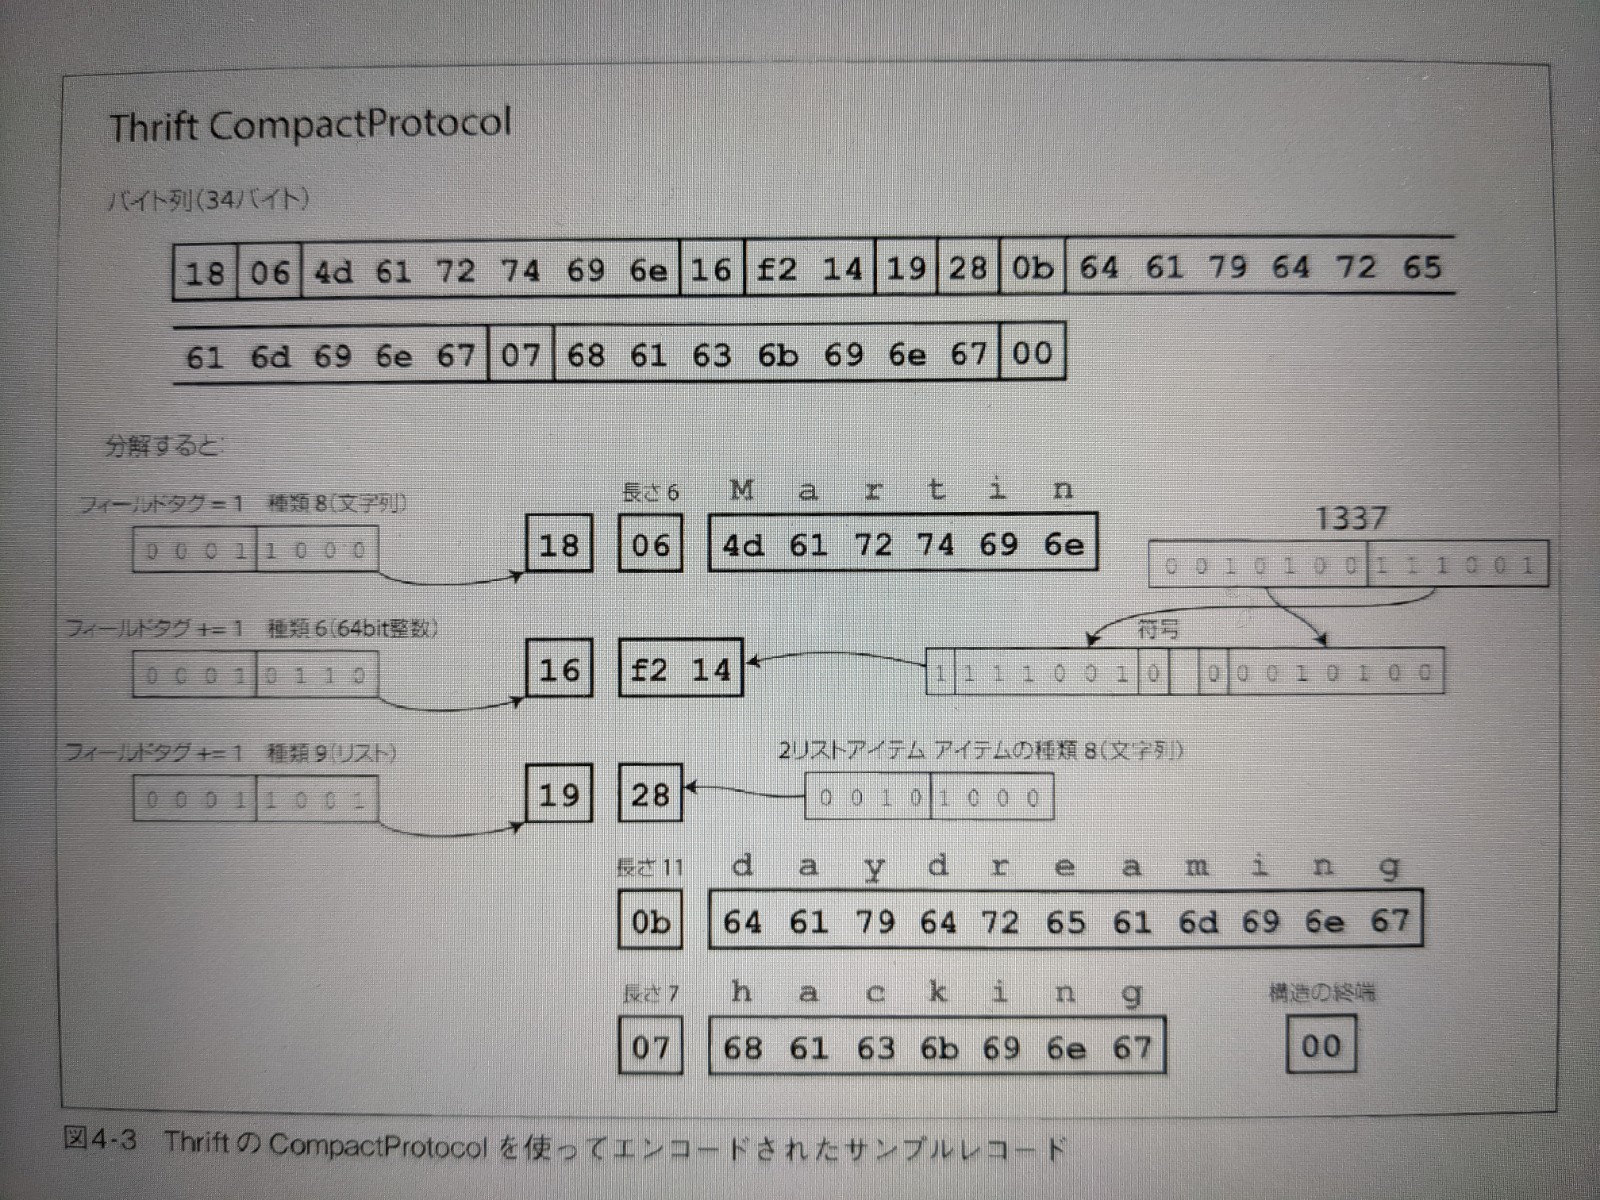 Thrift CompactProtocol
バイト列(34バイト)
18 06 4d 61 72 74 69 6e 16 f2 14 19 28 0b 64 61 79 64 72 65
61 6d 69 6e 67 07 68 61 63 6b 69 6e 67 00
分解すると:
フィールドタグ = 1 種類 8(文字列)
0 0 0 1 1 0 0 0
18
長さ 6
06
M a r t i n
4d 61 72 74 69 6e
1337
0 0 1 0 1 0 0 1 1 1 0 0 1
フィールドタグ += 1 種類 6(64bit整数)
0 0 0 1 0 1 1 0
16
f2 14
符号
1 1 1 1 0 0 1 0 0 0 0 1 0 1 0 0
フィールドタグ += 1 種類 9(リスト)
0 0 0 1 1 0 0 1
19
28
2リストアイテム アイテムの種類 8(文字列)
0 0 1 0 1 0 0 0
長さ 11
0b
d a y d r e a m i n g
64 61 79 64 72 65 61 6d 69 6e 67
長さ 7
07
h a c k i n g
68 61 63 6b 69 6e 67
構造の終端
00
図4-3 Thrift の CompactProtocol を使ってエンコードされたサンプルレコード